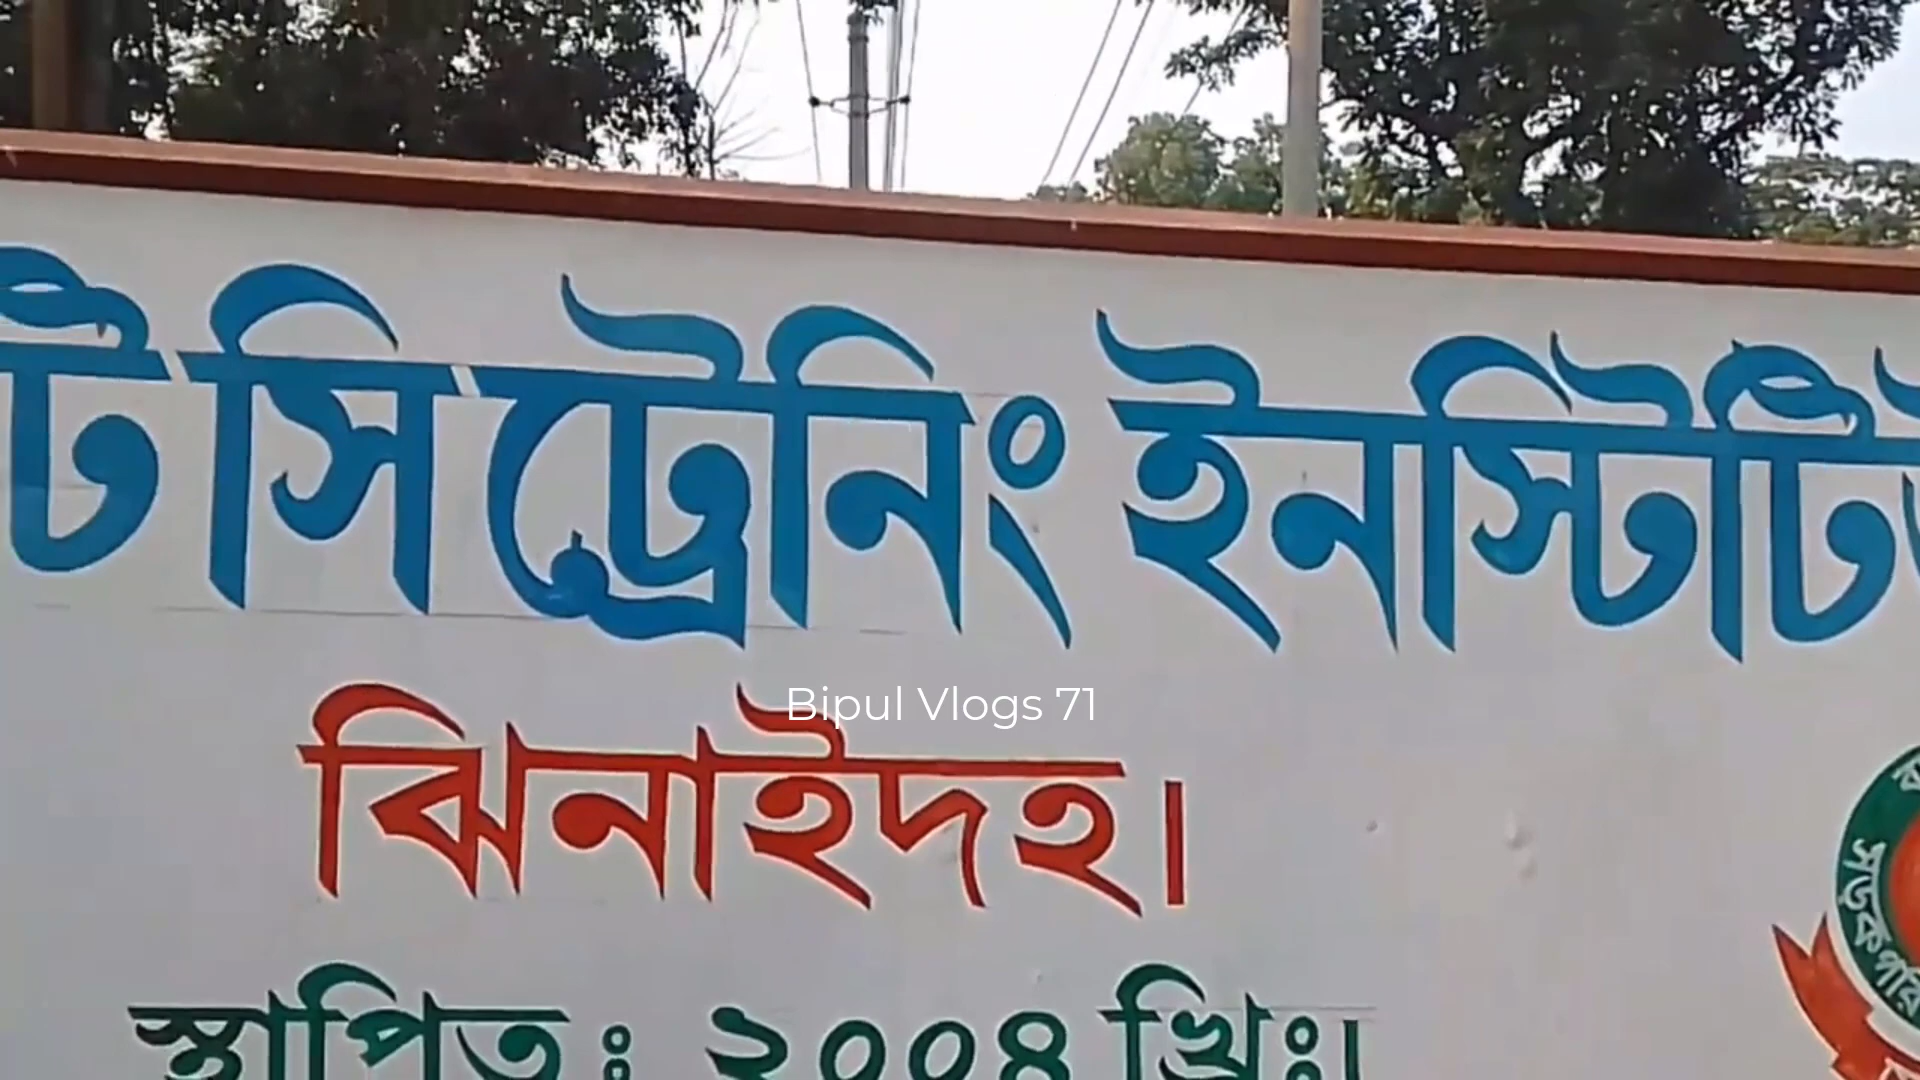 টি সি ট্রেনিং ইনস্টিটি
Bipul Vlogs 71
ঝিনাইদহ।
স্থাপিত: ২০০৪ খ্রি:।